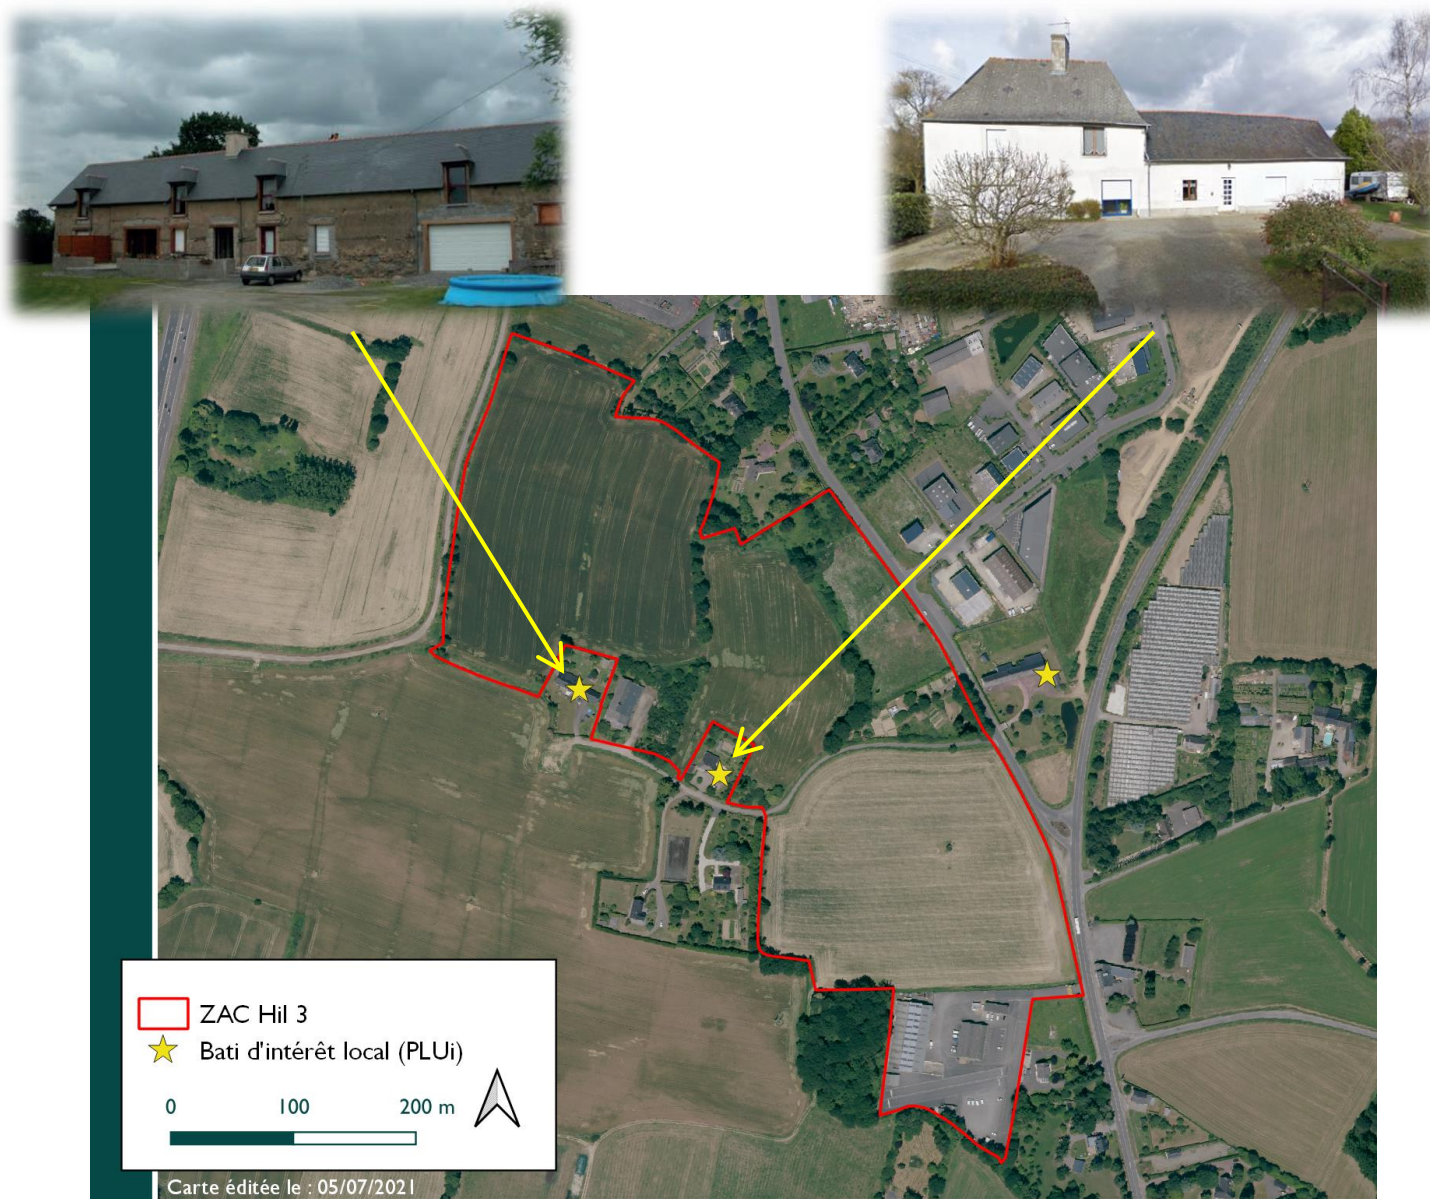 ZAC Hil 3
Bati d'intérêt local (PLUi)
0 100 200 m
Carte éditée le : 05/07/2021